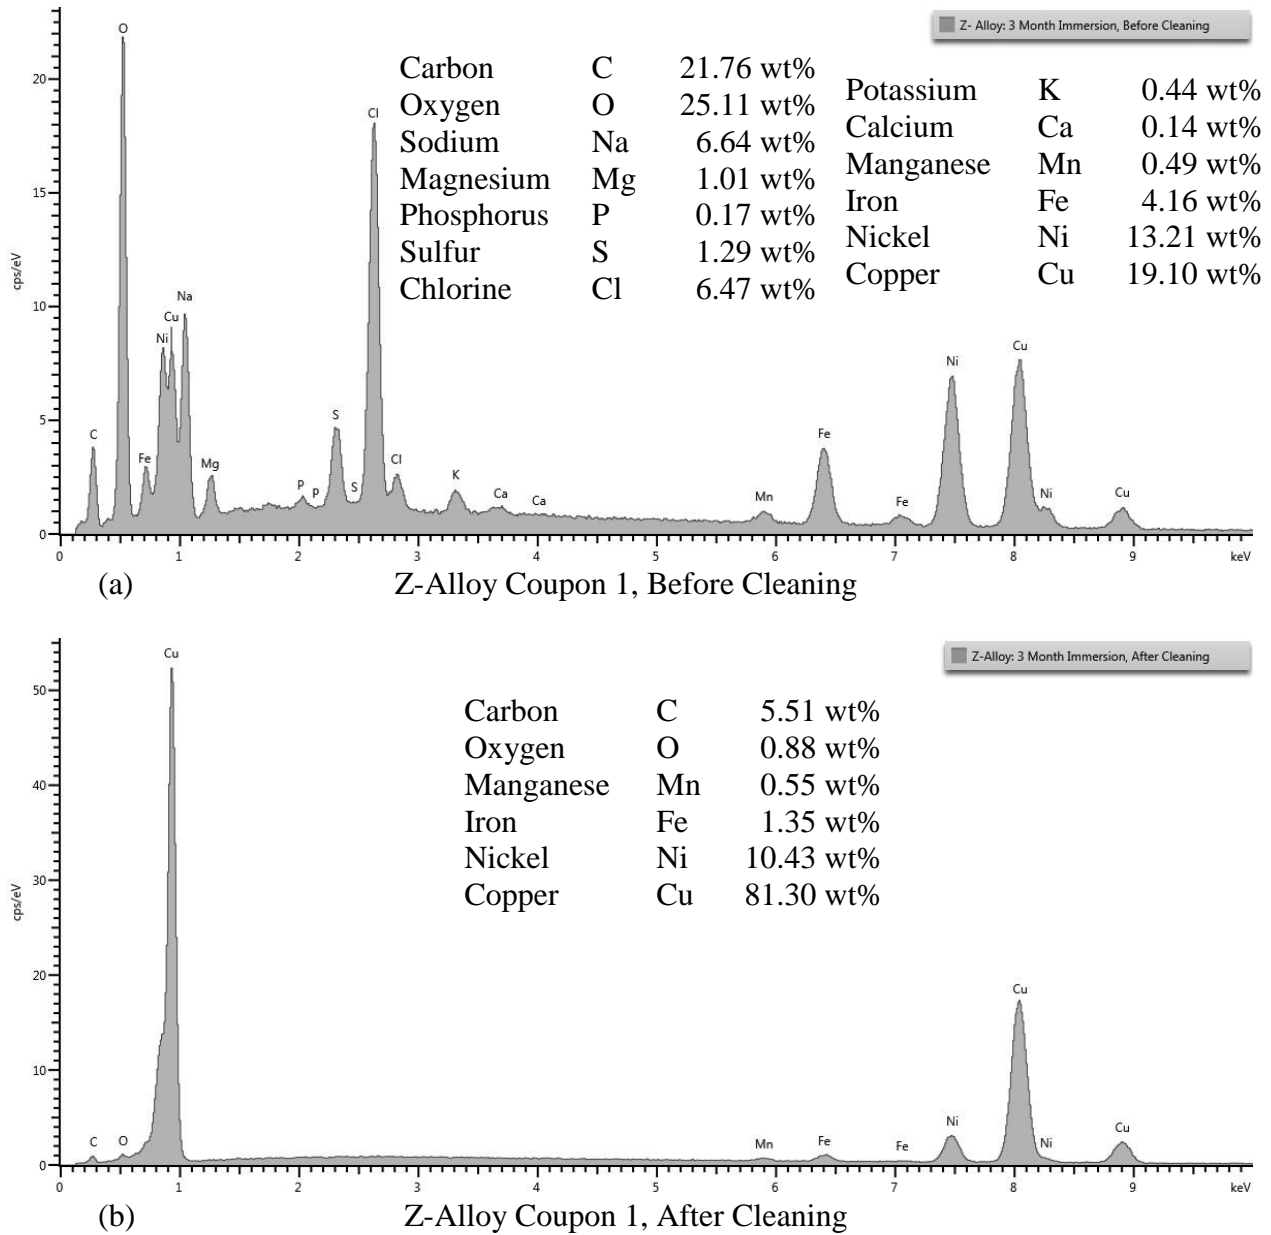 Z- Alloy: 3 Month Immersion, Before Cleaning
Carbon C 21.76 wt%
Oxygen O 25.11 wt%
Sodium Na 6.64 wt%
Magnesium Mg 1.01 wt%
Phosphorus P 0.17 wt%
Sulfur S 1.29 wt%
Chlorine Cl 6.47 wt%
Potassium K 0.44 wt%
Calcium Ca 0.14 wt%
Manganese Mn 0.49 wt%
Iron Fe 4.16 wt%
Nickel Ni 13.21 wt%
Copper Cu 19.10 wt%
cps/eV
20
15
10
5
0
C
O
Fe
Ni
Cu
Na
Mg
P
P
S
S
Cl
Cl
K
Ca
Ca
Mn
Fe
Fe
Ni
Cu
Ni
Cu
0 1 2 3 4 5 6 7 8 9 keV
(a) Z-Alloy Coupon 1, Before Cleaning
Z-Alloy: 3 Month Immersion, After Cleaning
Carbon C 5.51 wt%
Oxygen O 0.88 wt%
Manganese Mn 0.55 wt%
Iron Fe 1.35 wt%
Nickel Ni 10.43 wt%
Copper Cu 81.30 wt%
cps/eV
50
40
30
20
10
0
C
O
Cu
Mn
Fe
Fe
Ni
Cu
Ni
Cu
0 1 2 3 4 5 6 7 8 9 keV
(b) Z-Alloy Coupon 1, After Cleaning